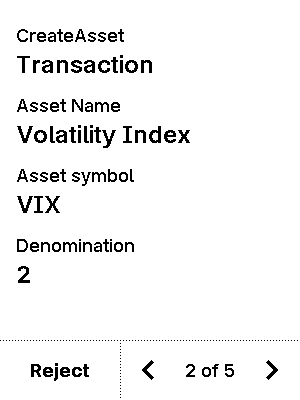 CreateAsset
Transaction
Asset Name
Volatility Index
Asset symbol
VIX
Denomination
2
Reject
2 of 5